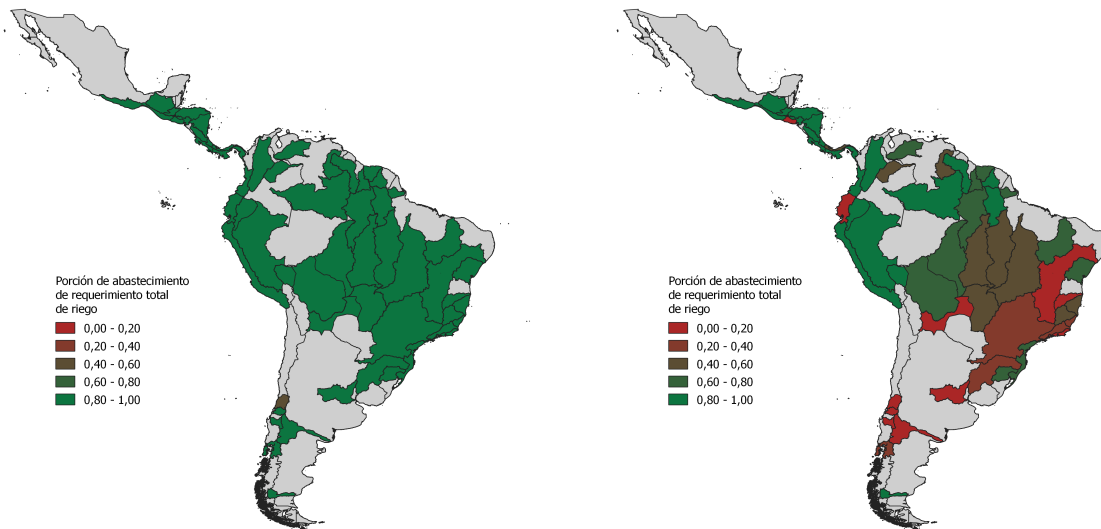 Porción de abastecimiento
de requerimiento total
de riego
0,00 - 0,20
0,20 - 0,40
0,40 - 0,60
0,60 - 0,80
0,80 - 1,00
Porción de abastecimiento
de requerimiento total
de riego
0,00 - 0,20
0,20 - 0,40
0,40 - 0,60
0,60 - 0,80
0,80 - 1,00